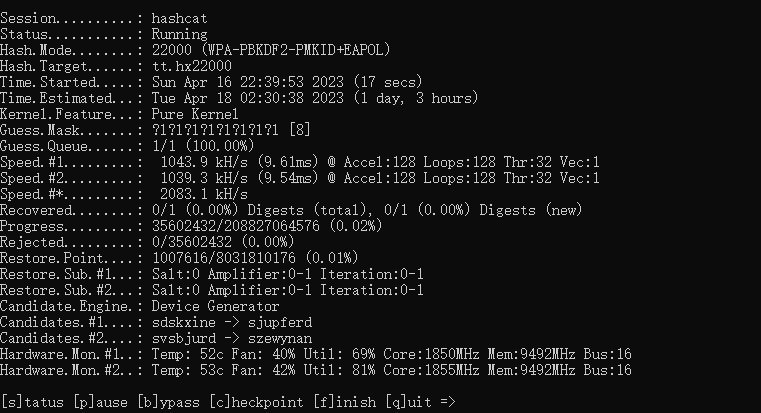 Session..........: hashcat
Status...........: Running
Hash.Mode........: 22000 (WPA-PBKDF2-PMKID+EAPOL)
Hash.Target......: tt.hx22000
Time.Started.....: Sun Apr 16 22:39:53 2023 (17 secs)
Time.Estimated...: Tue Apr 18 02:30:38 2023 (1 day, 3 hours)
Kernel.Feature...: Pure Kernel
Guess.Mask.......: ?1?1?1?1?1?1?1?1 [8]
Guess.Queue......: 1/1 (100.00%)
Speed.#1.........:  1043.9 kH/s (9.61ms) @ Accel:128 Loops:128 Thr:32 Vec:1
Speed.#2.........:  1039.3 kH/s (9.54ms) @ Accel:128 Loops:128 Thr:32 Vec:1
Speed.#*.........:  2083.1 kH/s
Recovered........: 0/1 (0.00%) Digests (total), 0/1 (0.00%) Digests (new)
Progress.........: 35602432/208827064576 (0.02%)
Rejected.........: 0/35602432 (0.00%)
Restore.Point....: 1007616/8031810176 (0.01%)
Restore.Sub.#1...: Salt:0 Amplifier:0-1 Iteration:0-1
Restore.Sub.#2...: Salt:0 Amplifier:0-1 Iteration:0-1
Candidate.Engine.: Device Generator
Candidates.#1....: sdskxine -> sjupferd
Candidates.#2....: svsbjurd -> szewynan
Hardware.Mon.#1..: Temp: 52c Fan: 40% Util: 69% Core:1850MHz Mem:9492MHz Bus:16
Hardware.Mon.#2..: Temp: 53c Fan: 42% Util: 81% Core:1855MHz Mem:9492MHz Bus:16
[s]tatus [p]ause [b]ypass [c]heckpoint [f]inish [q]uit =>